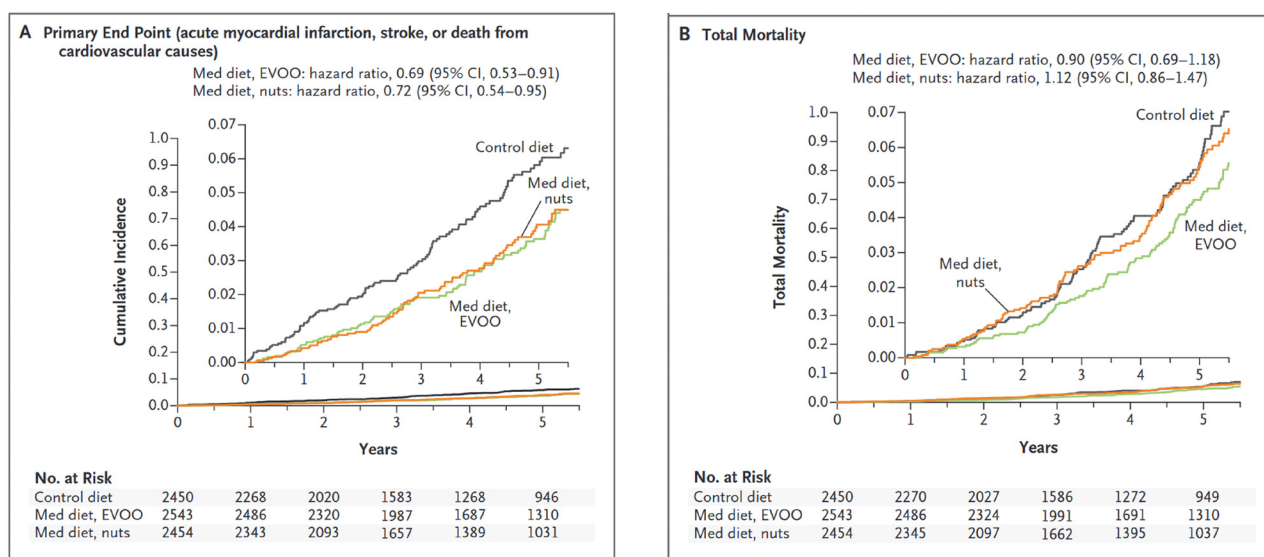 A Primary End Point (acute myocardial infarction, stroke, or death from
cardiovascular causes)
Med diet, EVOO: hazard ratio, 0.69 (95% CI, 0.53–0.91)
Med diet, nuts: hazard ratio, 0.72 (95% CI, 0.54–0.95)
Cumulative Incidence
1.0
0.9
0.8
0.7
0.6
0.5
0.4
0.3
0.2
0.1
0.0
0.07
0.06
0.05
0.04
0.03
0.02
0.01
0.00
Control diet
Med diet,
nuts
Med diet,
EVOO
0 1 2 3 4 5
0 1 2 3 4 5
Years
No. at Risk
Control diet 2450 2268 2020 1583 1268 946
Med diet, EVOO 2543 2486 2320 1987 1687 1310
Med diet, nuts 2454 2343 2093 1657 1389 1031
B Total Mortality
Med diet, EVOO: hazard ratio, 0.90 (95% CI, 0.69–1.18)
Med diet, nuts: hazard ratio, 1.12 (95% CI, 0.86–1.47)
Total Mortality
1.0
0.9
0.8
0.7
0.6
0.5
0.4
0.3
0.2
0.1
0.0
0.07
0.06
0.05
0.04
0.03
0.02
0.01
0.00
Control diet
Med diet,
EVOO
Med diet,
nuts
0 1 2 3 4 5
0 1 2 3 4 5
Years
No. at Risk
Control diet 2450 2270 2027 1586 1272 949
Med diet, EVOO 2543 2486 2324 1991 1691 1310
Med diet, nuts 2454 2345 2097 1662 1395 1037